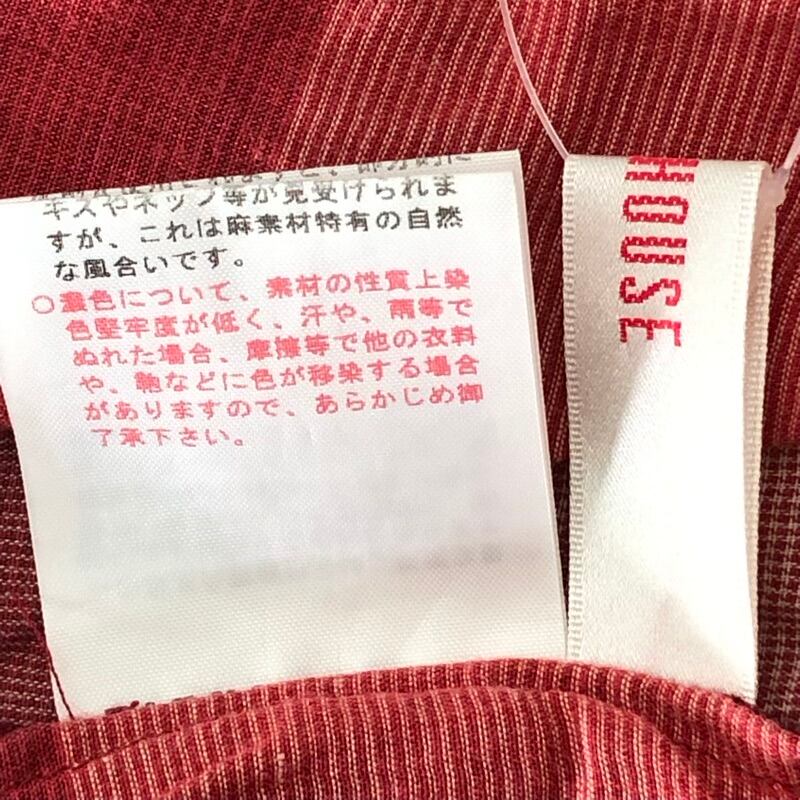 キズやネップ等が見受けられま
すが、これは麻素材特有の自然
な風合いです。
○濃色について、素材の性質上染
色堅牢度が低く、汗や、雨等で
ぬれた場合、摩擦等で他の衣料
や、鞄などに色が移染する場合
がありますので、あらかじめ御
了承下さい。
HOUSE